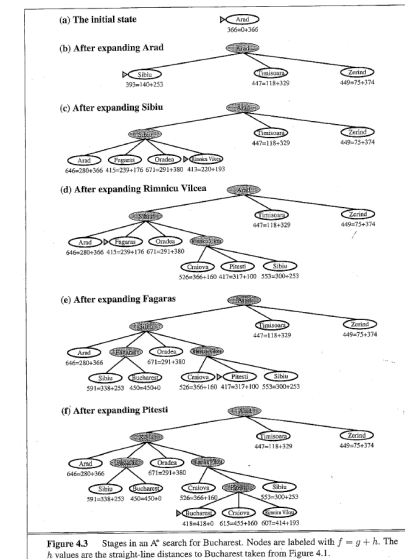 (a) The initial state
Arad
366=0+366
(b) After expanding Arad
Arad
Sibiu
Timisoara
Zerind
393=140+253
447=118+329
449=75+374
(c) After expanding Sibiu
Arad
Sibiu
Timisoara
Zerind
447=118+329
449=75+374
Arad
Fagaras
Oradea
Rimnicu Vilcea
646=280+366 415=239+176 671=291+380 413=220+193
(d) After expanding Rimnicu Vilcea
Arad
Sibiu
Timisoara
Zerind
447=118+329
449=75+374
Arad
Fagaras
Oradea
Rimnicu Vilcea
646=280+366 415=239+176 671=291+380
Craiova
Pitesti
Sibiu
526=366+160 417=317+100 553=300+253
(e) After expanding Fagaras
Arad
Sibiu
Timisoara
Zerind
447=118+329
449=75+374
Arad
Fagaras
Oradea
Rimnicu Vilcea
646=280+366
671=291+380
Sibiu
Bucharest
Craiova
Pitesti
Sibiu
591=338+253 450=450+0
526=366+160 417=317+100 553=300+253
(f) After expanding Pitesti
Arad
Sibiu
Timisoara
Zerind
447=118+329
449=75+374
Arad
Fagaras
Oradea
Rimnicu Vilcea
646=280+366
671=291+380
Sibiu
Bucharest
Craiova
Pitesti
Sibiu
591=338+253 450=450+0
526=366+160
553=300+253
Bucharest
Craiova
Rimnicu Vilcea
418=418+0 615=455+160 607=414+193
Figure 4.3 Stages in an A* search for Bucharest. Nodes are labeled with f = g + h. The
h values are the straight-line distances to Bucharest taken from Figure 4.1.